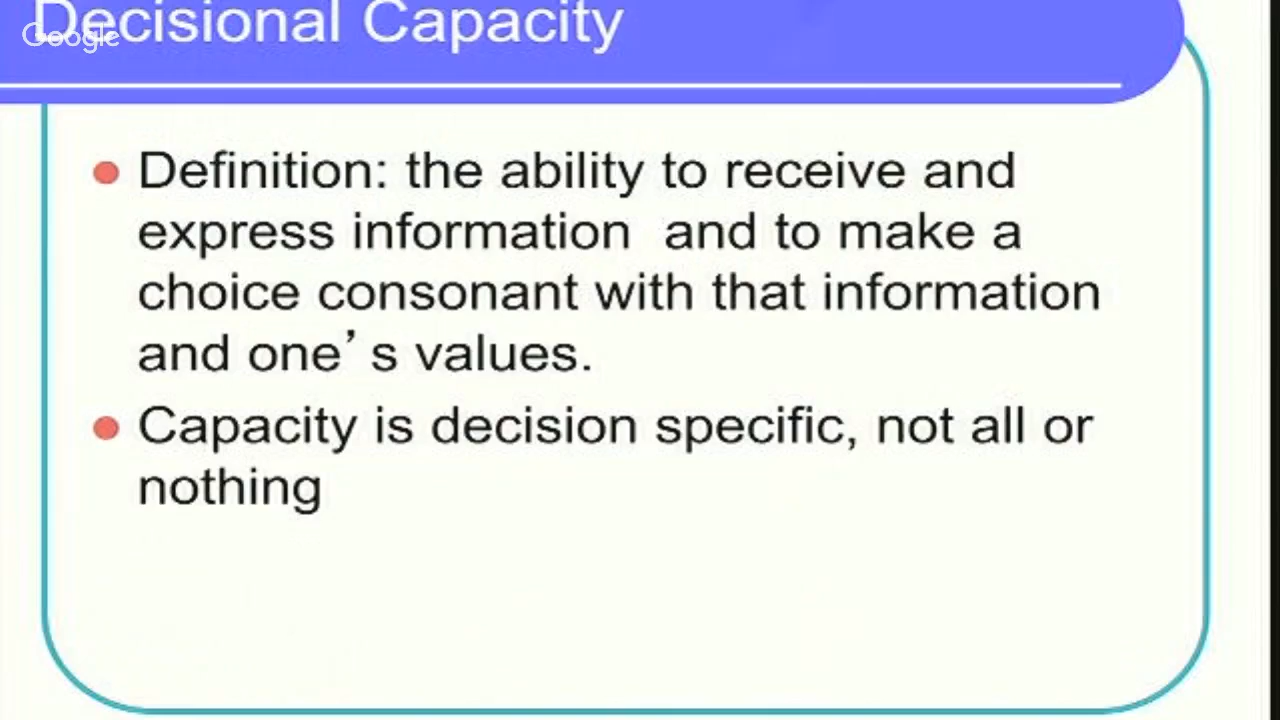 Decisional Capacity
Google
Definition: the ability to receive and
express information  and to make a
choice consonant with that information
and one’s values.
Capacity is decision specific, not all or
nothing